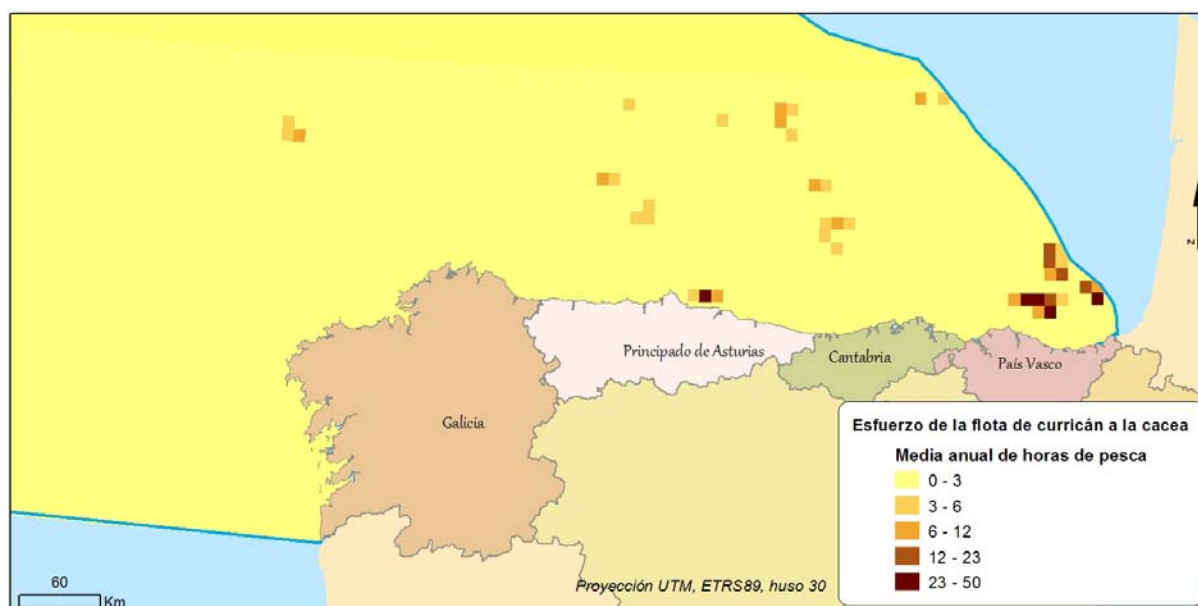 N
Principado de Asturias
Cantabria
País Vasco
Galicia
Esfuerzo de la flota de curricán a la cacea
Media anual de horas de pesca
0 - 3
3 - 6
6 - 12
12 - 23
23 - 50
60
Km
Proyección UTM, ETRS89, huso 30